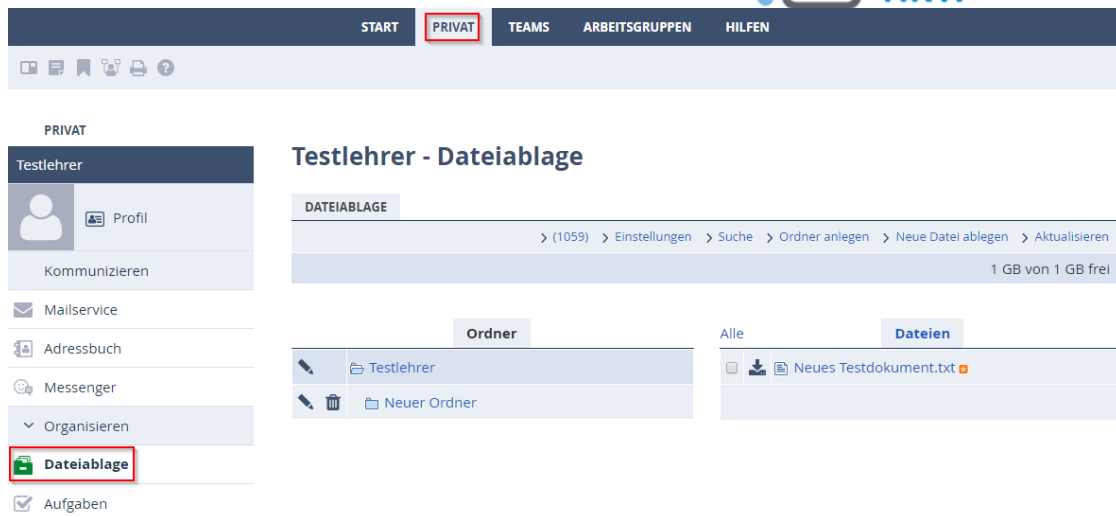 START PRIVAT TEAMS ARBEITSGRUPPEN HILFEN
PRIVAT
Testlehrer
Profil
Kommunizieren
Mailservice
Adressbuch
Messenger
Organisieren
Dateiablage
Aufgaben
Testlehrer - Dateiablage
DATEIABLAGE
(1059) Einstellungen Suche Ordner anlegen Neue Datei ablegen Aktualisieren
1 GB von 1 GB frei
Ordner
Testlehrer
Neuer Ordner
Alle Dateien
Neues Testdokument.txt